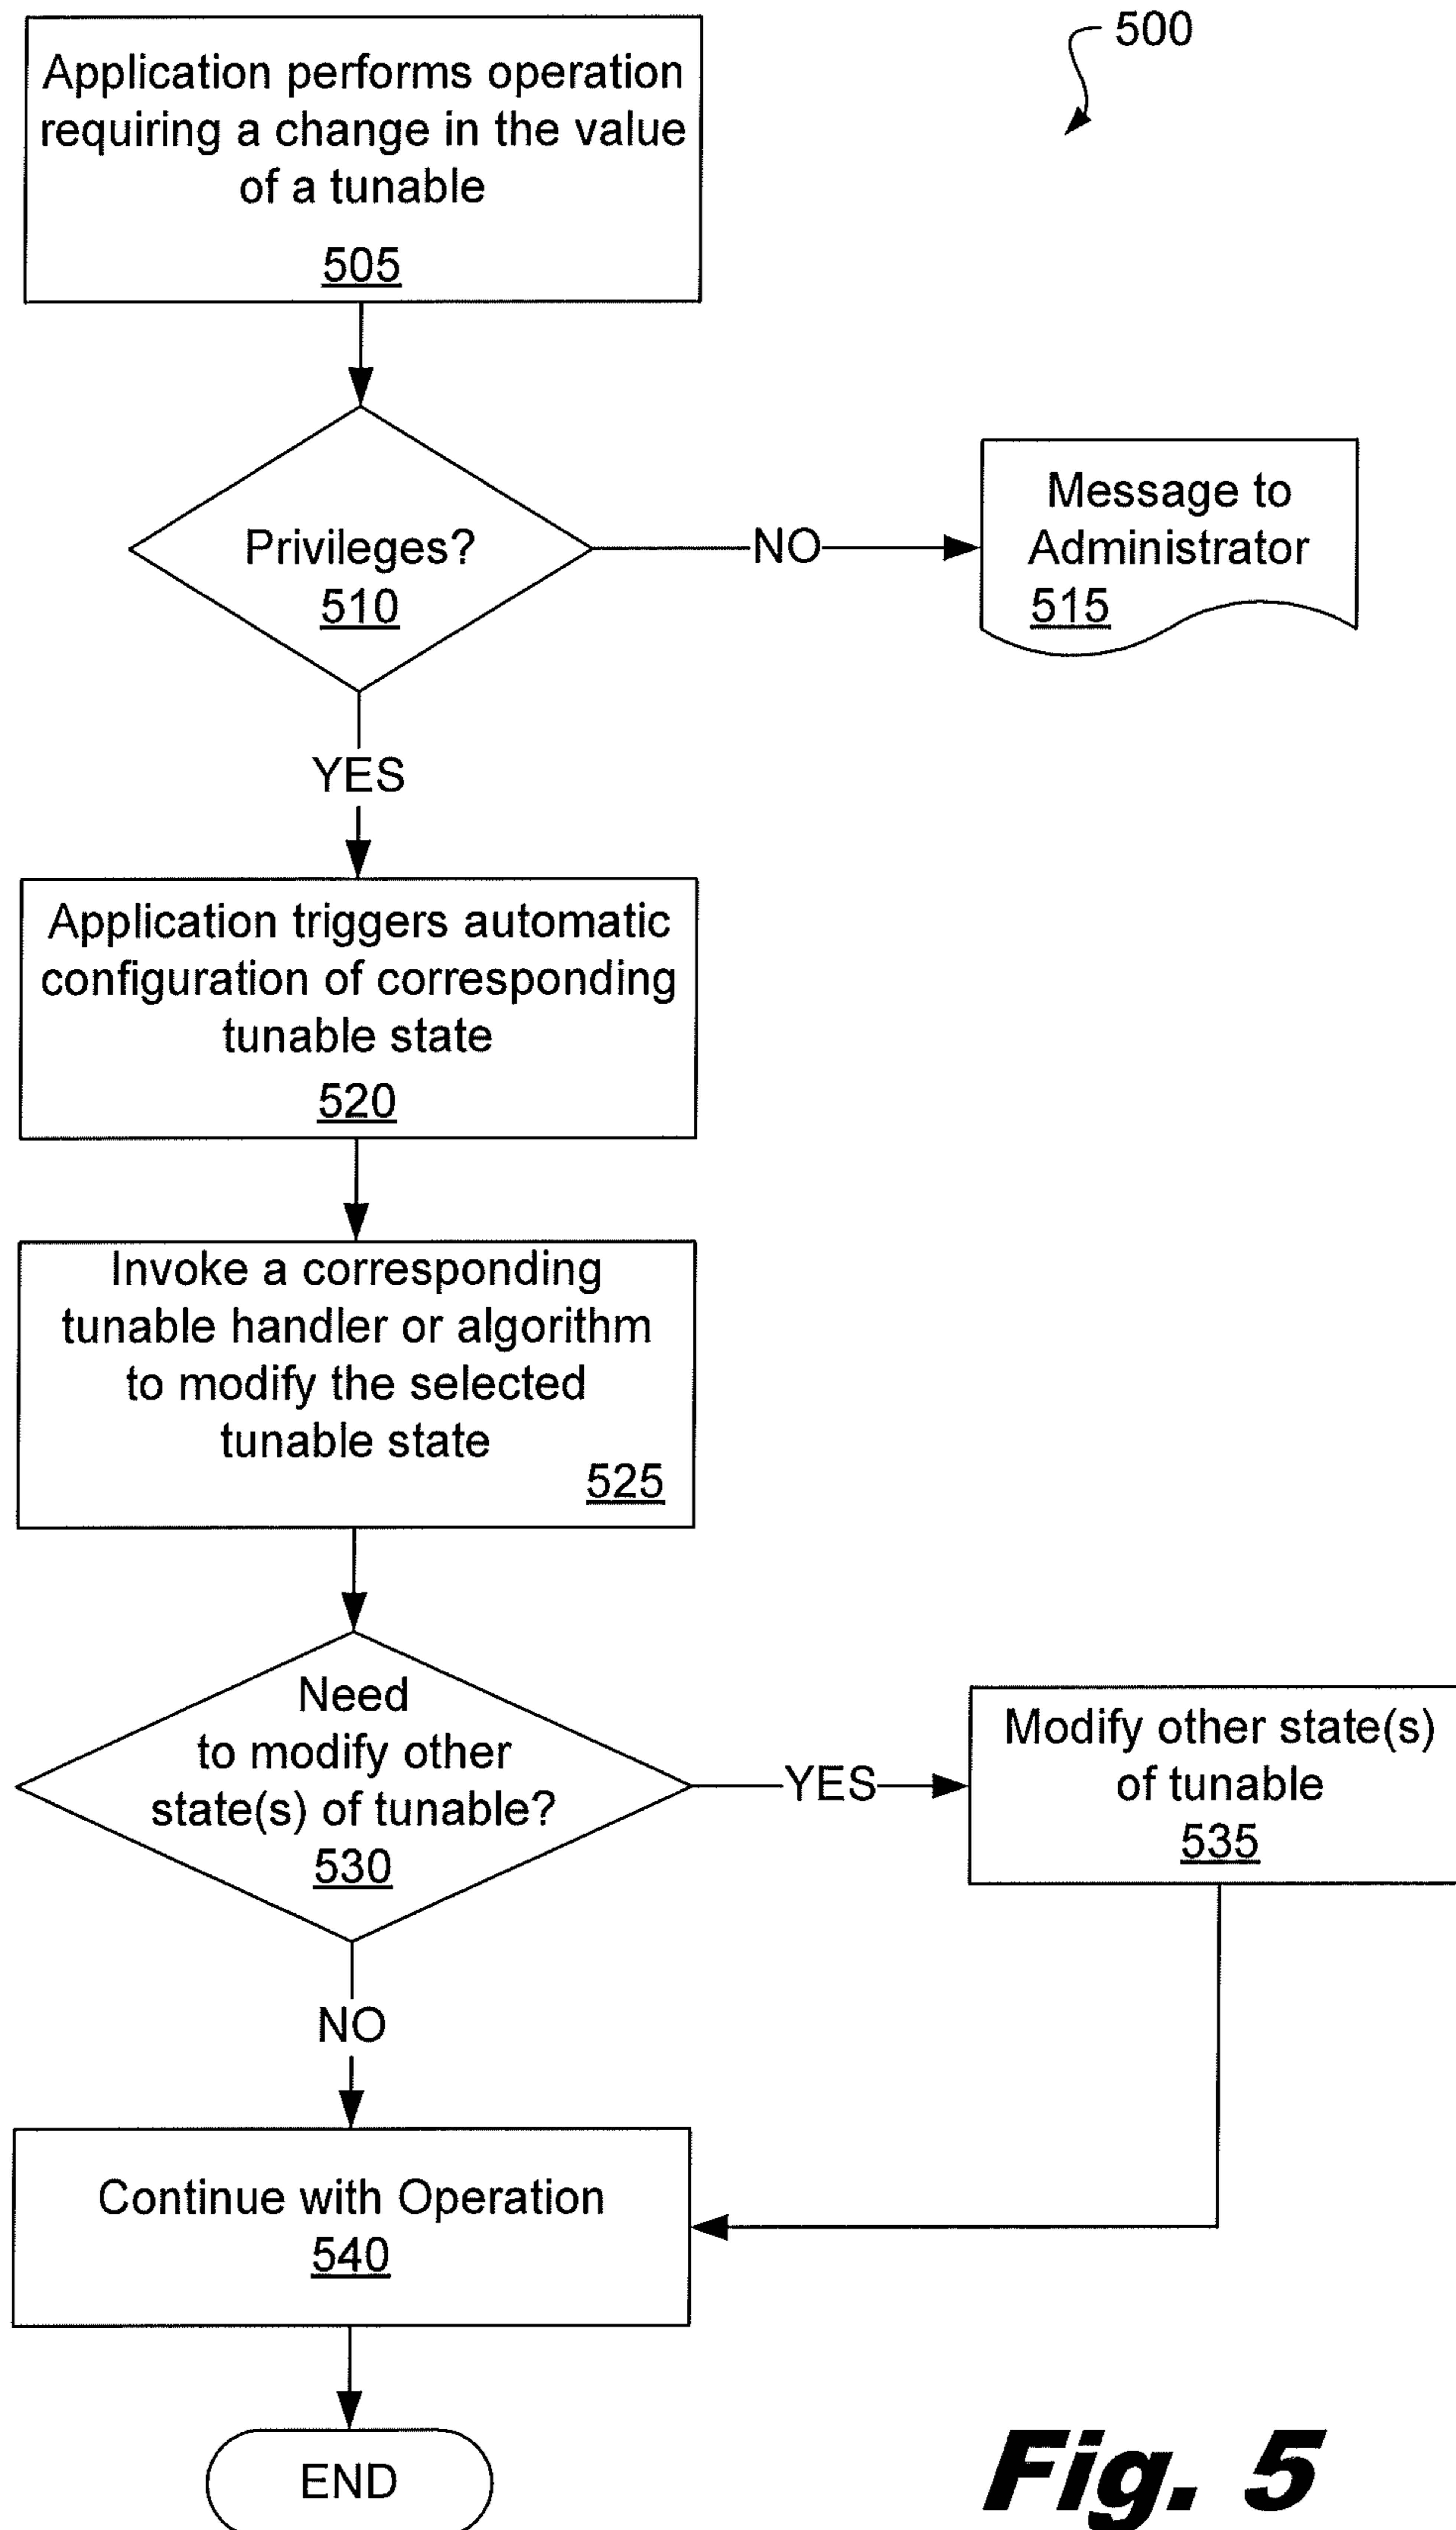 500
Application performs operation
requiring a change in the value
of a tunable
505
Privileges?
510
NO
Message to
Administrator
515
YES
Application triggers automatic
configuration of corresponding
tunable state
520
Invoke a corresponding
tunable handler or algorithm
to modify the selected
tunable state
525
Need
to modify other
state(s) of tunable?
530
YES
Modify other state(s)
of tunable
535
NO
Continue with Operation
540
END
Fig. 5